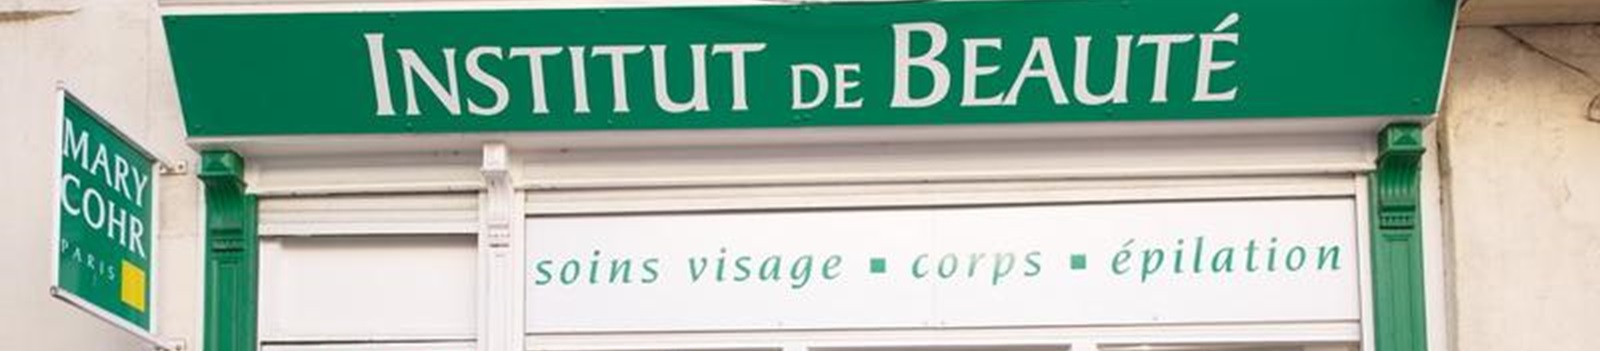 INSTITUT DE BEAUTÉ
MARY
COHR
PARIS
soins visage ▪ corps ▪ épilation